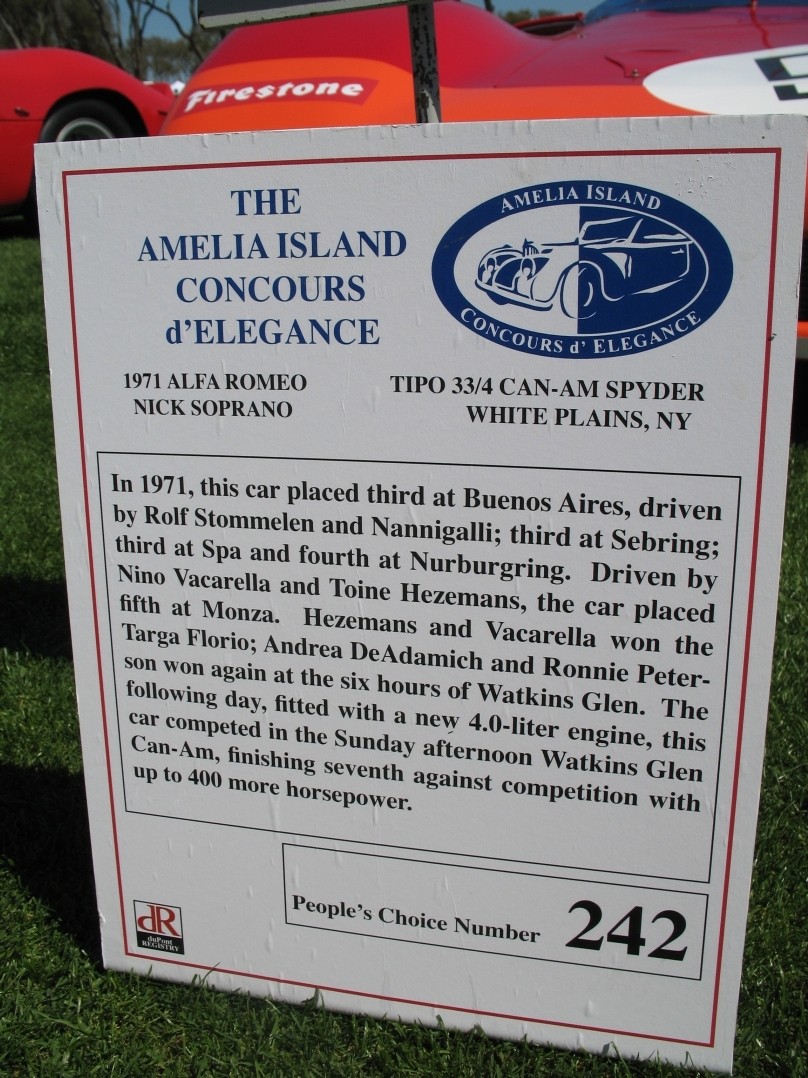 Firestone
THE
AMELIA ISLAND
CONCOURS
d'ELEGANCE
AMELIA ISLAND
CONCOURS d' ELEGANCE
1971 ALFA ROMEO
NICK SOPRANO
TIPO 33/4 CAN-AM SPYDER
WHITE PLAINS, NY
In 1971, this car placed third at Buenos Aires, driven
by Rolf Stommelen and Nannigalli; third at Sebring;
third at Spa and fourth at Nurburgring. Driven by
Nino Vacarella and Toine Hezemans, the car placed
fifth at Monza. Hezemans and Vacarella won the
Targa Florio; Andrea DeAdamich and Ronnie Peter-
son won again at the six hours of Watkins Glen. The
following day, fitted with a new 4.0-liter engine, this
car competed in the Sunday afternoon Watkins Glen
Can-Am, finishing seventh against competition with
up to 400 more horsepower.
People's Choice Number 242
dR
duPont
REGISTRY